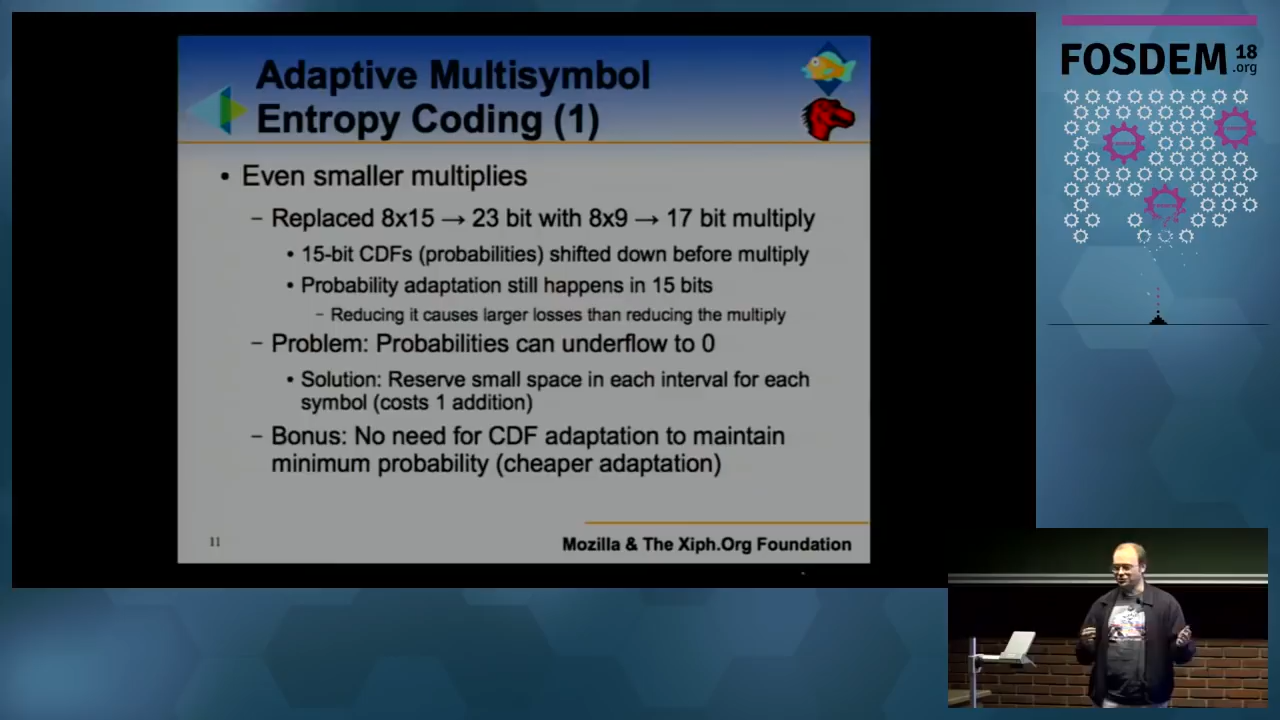 Adaptive Multisymbol
Entropy Coding (1)
• Even smaller multiplies
– Replaced 8x15 → 23 bit with 8x9 → 17 bit multiply
• 15-bit CDFs (probabilities) shifted down before multiply
• Probability adaptation still happens in 15 bits
– Reducing it causes larger losses than reducing the multiply
– Problem: Probabilities can underflow to 0
• Solution: Reserve small space in each interval for each
symbol (costs 1 addition)
– Bonus: No need for CDF adaptation to maintain
minimum probability (cheaper adaptation)
11
Mozilla & The Xiph.Org Foundation
FOSDEM 18
.org